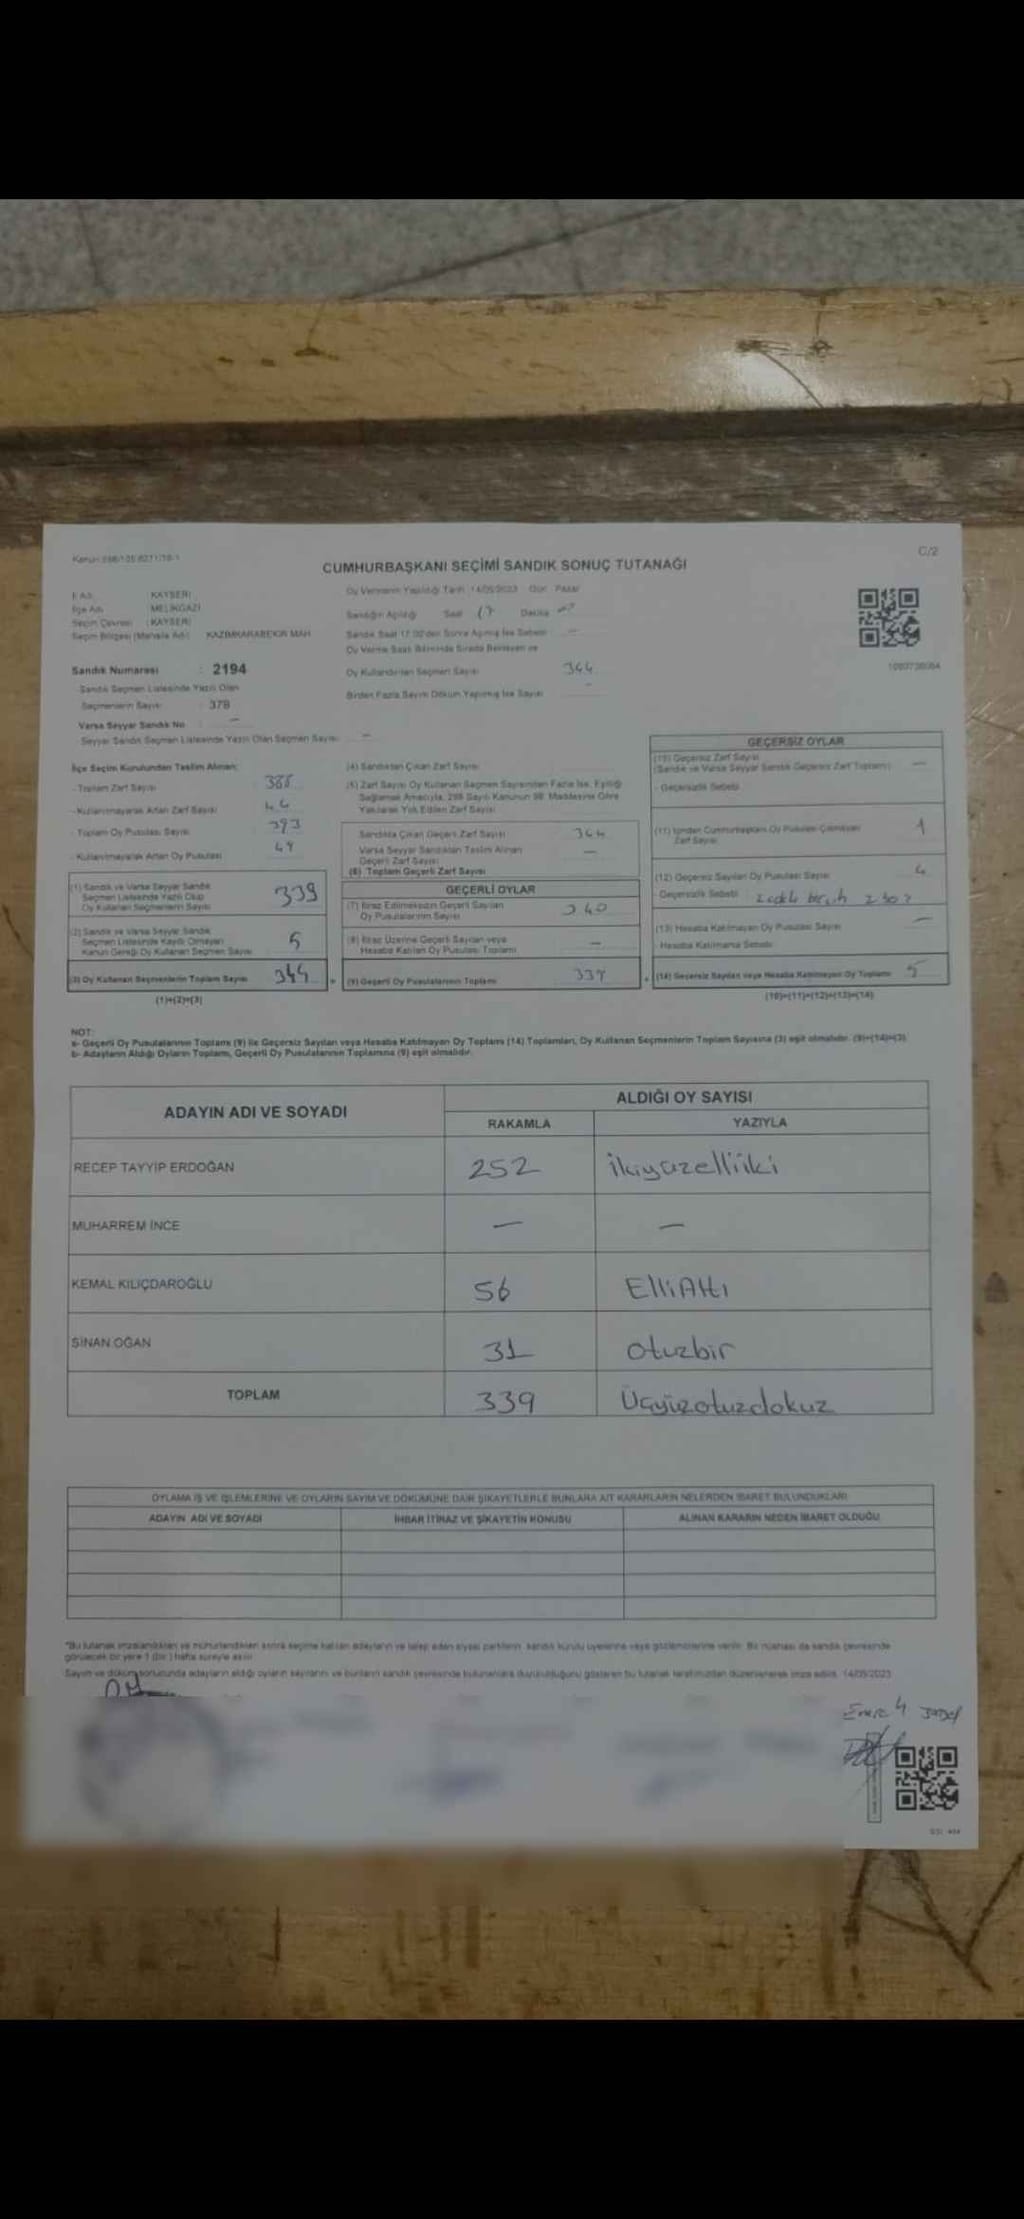 C/2
CUMHURBAŞKANI SEÇİMİ SANDIK SONUÇ TUTANAĞI
İl Adı : KAYSERİ
İlçe Adı : MELİKGAZİ
Seçim Çevresi : KAYSERİ
Seçim Bölgesi (Mahalle Adı) : KAZIMKARABEKİR MAH
Sandık Numarası : 2194
Sandık Seçmen Listesinde Yazılı Olan
Seçmenlerin Sayısı : 378
Varsa Seyyar Sandık No : —
Seyyar Sandık Seçmen Listesinde Yazılı Olan Seçmen Sayısı : —
Oy Vermenin Yapıldığı Tarih : 14/05/2023 Gün : Pazar
Sandığın Açıldığı Saat 17 Dakika
Sandık Saat 17.00'den Sonra Açılmış İse Sebebi : —
Oy Verme Saati Bitiminde Sırada Bekleyen ve
Oy Kullandırılan Seçmen Sayısı 344
Birden Fazla Sayım Döküm Yapılmış İse Sayısı -
İlçe Seçim Kurulundan Teslim Alınan:
- Toplam Zarf Sayısı 388
- Kullanılmayarak Artan Zarf Sayısı 44
- Toplam Oy Pusulası Sayısı 393
- Kullanılmayarak Artan Oy Pusulası 49
(1) Sandık ve Varsa Seyyar Sandık
Seçmen Listesinde Yazılı Olup
Oy Kullanan Seçmenlerin Sayısı 339
(2) Sandık ve Varsa Seyyar Sandık
Seçmen Listesinde Kayıtlı Olmayan
Kanun Gereği Oy Kullanan Seçmen Sayısı 5
(3) Oy Kullanan Seçmenlerin Toplam Sayısı 344
(1)+(2)=(3)
(4) Sandıktan Çıkan Zarf Sayısı
(5) Zarf Sayısı Oy Kullanan Seçmen Sayısından Fazla İse, Eşitliği
Sağlamak Amacıyla, 298 Sayılı Kanunun 98. Maddesine Göre
Yakılarak Yok Edilen Zarf Sayısı
Sandıkta Çıkan Geçerli Zarf Sayısı 344
Varsa Seyyar Sandıktan Teslim Alınan
Geçerli Zarf Sayısı —
(6) Toplam Geçerli Zarf Sayısı
GEÇERLİ OYLAR
(7) İtiraz Edilmeksizin Geçerli Sayılan
Oy Pusulalarının Sayısı 340
(8) İtiraz Üzerine Geçerli Sayılan veya
Hesaba Katılan Oy Pusulası Toplamı —
(9) Geçerli Oy Pusulalarının Toplamı 339
GEÇERSİZ OYLAR
(10) Geçersiz Zarf Sayısı
(Sandık ve Varsa Seyyar Sandık Geçersiz Zarf Toplamı) —
- Geçersizlik Sebebi
(11) İçinden Cumhurbaşkanı Oy Pusulası Çıkmayan
Zarf Sayısı 1
(12) Geçersiz Sayılan Oy Pusulası Sayısı 4
- Geçersizlik Sebebi
(13) Hesaba Katılmayan Oy Pusulası Sayısı —
- Hesaba Katılmama Sebebi
(14) Geçersiz Sayılan veya Hesaba Katılmayan Oy Toplamı 5
(10)+(11)+(12)+(13)=(14)
NOT:
a- Geçerli Oy Pusulalarının Toplamı (9) ile Geçersiz Sayılan veya Hesaba Katılmayan Oy Toplamı (14) Toplamları, Oy Kullanan Seçmenlerin Toplam Sayısına (3) eşit olmalıdır. (9)+(14)=(3)
b- Adayların Aldığı Oyların Toplamı, Geçerli Oy Pusulalarının Toplamına (9) eşit olmalıdır.
ADAYIN ADI VE SOYADI
ALDIĞI OY SAYISI
RAKAMLA YAZIYLA
RECEP TAYYİP ERDOĞAN 252 İkiyüzelliiki
MUHARREM İNCE — —
KEMAL KILIÇDAROĞLU 56 ElliAltı
SİNAN OĞAN 31 otuzbir
TOPLAM 339 Üçyüzotuzdokuz
OYLAMA İŞ VE İŞLEMLERİNE VE OYLARIN SAYIM VE DÖKÜMÜNE DAİR ŞİKAYETLERLE BUNLARA AİT KARARLARIN NELERDEN İBARET BULUNDUKLARI
ADAYIN ADI VE SOYADI İHBAR İTİRAZ VE ŞİKAYETİN KONUSU ALINAN KARARIN NEDEN İBARET OLDUĞU
*Bu tutanak imzalandıktan ve mühürlendikten sonra seçime katılan adayların ve talep eden siyasi partilerin, sandık kurulu üyelerine veya gözlemcilerine verilir. Bir nüshası da sandık çevresinde
görülecek bir yere 1 (bir) hafta süreyle asılır.
Sayım ve döküm sonucunda adayların aldığı oyların sayılarını ve bunların sandık çevresinde bulunanlara duyurulduğunu gösteren bu tutanak tarafımızdan düzenlenerek imza edildi. 14/05/2023